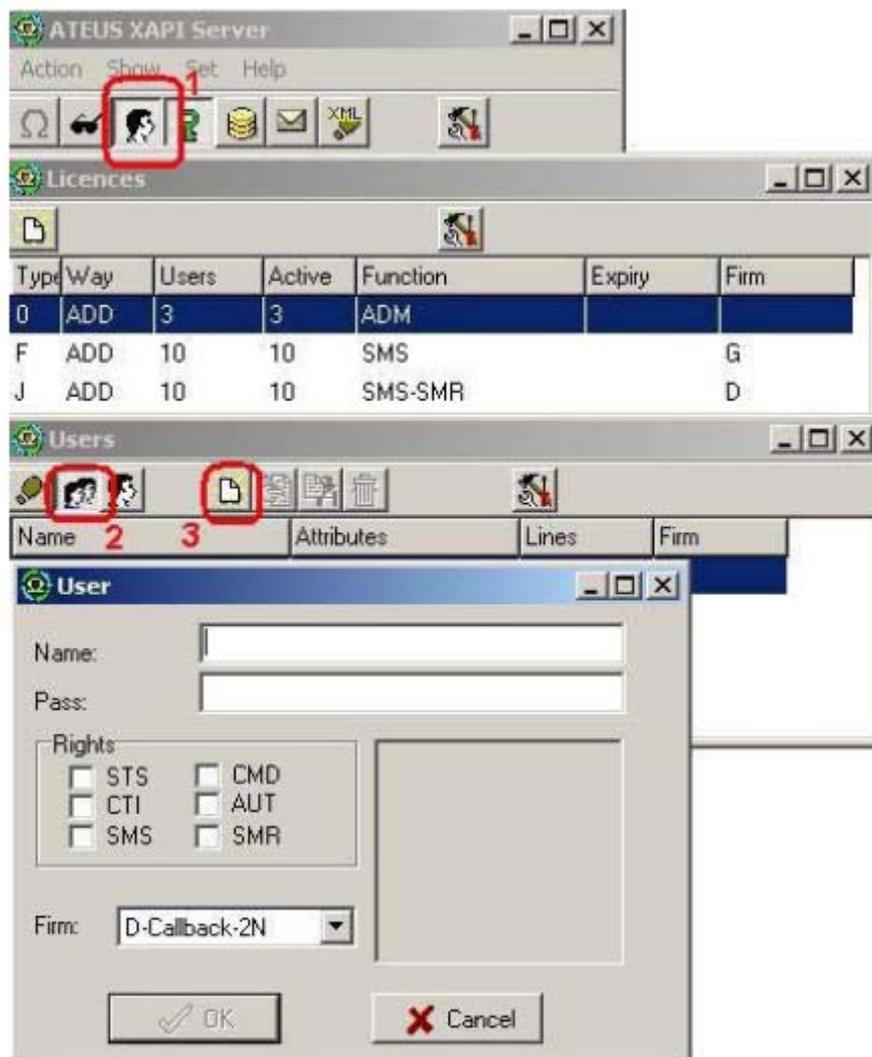 ATEUS XAPI Server
Action Show Set Help
1
XML
Licences
Type Way Users Active Function Expiry Firm
0 ADD 3 3 ADM
F ADD 10 10 SMS G
J ADD 10 10 SMS-SMR D
Users
2 3
Name Attributes Lines Firm
User
Name:
Pass:
Rights
STS CMD
CTI AUT
SMS SMR
Firm: D-Callback-2N
OK Cancel